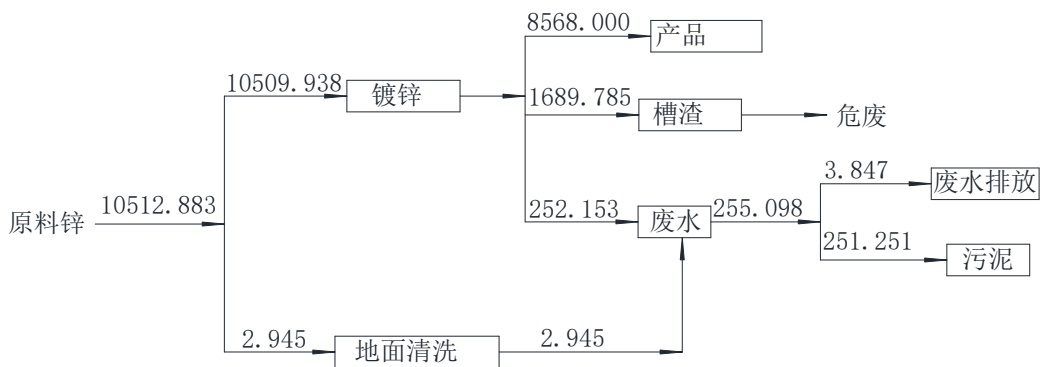 8568.000
产品
10509.938
镀锌
1689.785
槽渣
危废
3.847
废水排放
原料锌
10512.883
252.153
废水
255.098
251.251
污泥
2.945
地面清洗
2.945